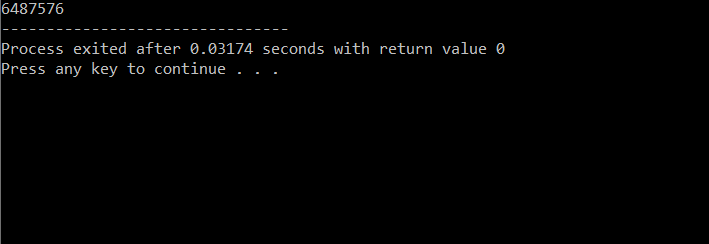 6487576
--------------------------------
Process exited after 0.03174 seconds with return value 0
Press any key to continue . . .